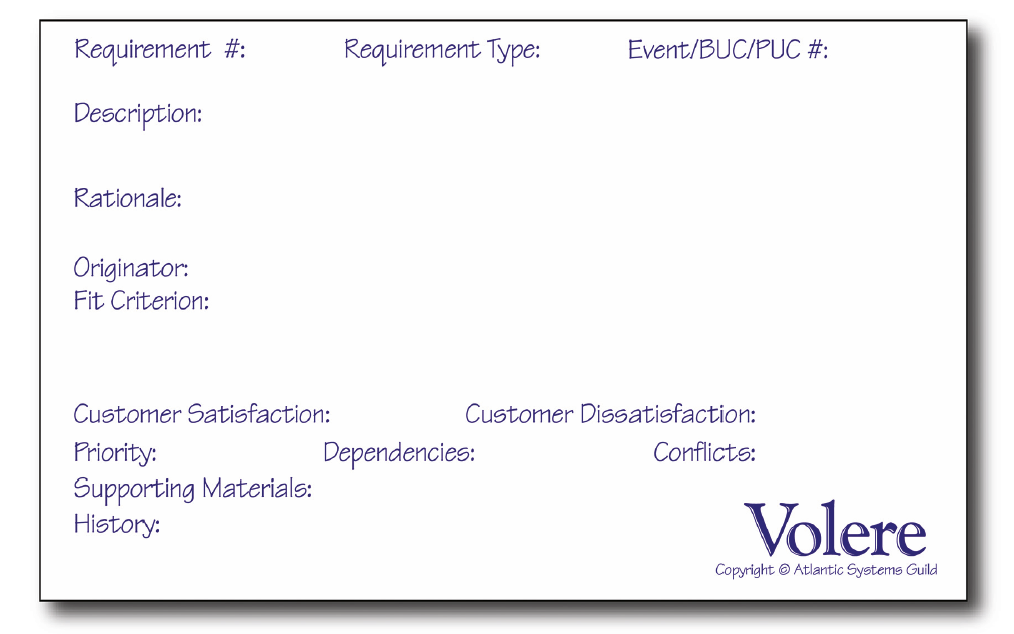 Requirement #: Requirement Type: Event/BUC/PUC #:
Description:
Rationale:
Originator:
Fit Criterion:
Customer Satisfaction: Customer Dissatisfaction:
Priority: Dependencies: Conflicts:
Supporting Materials:
History:
Volere
Copyright © Atlantic Systems Guild